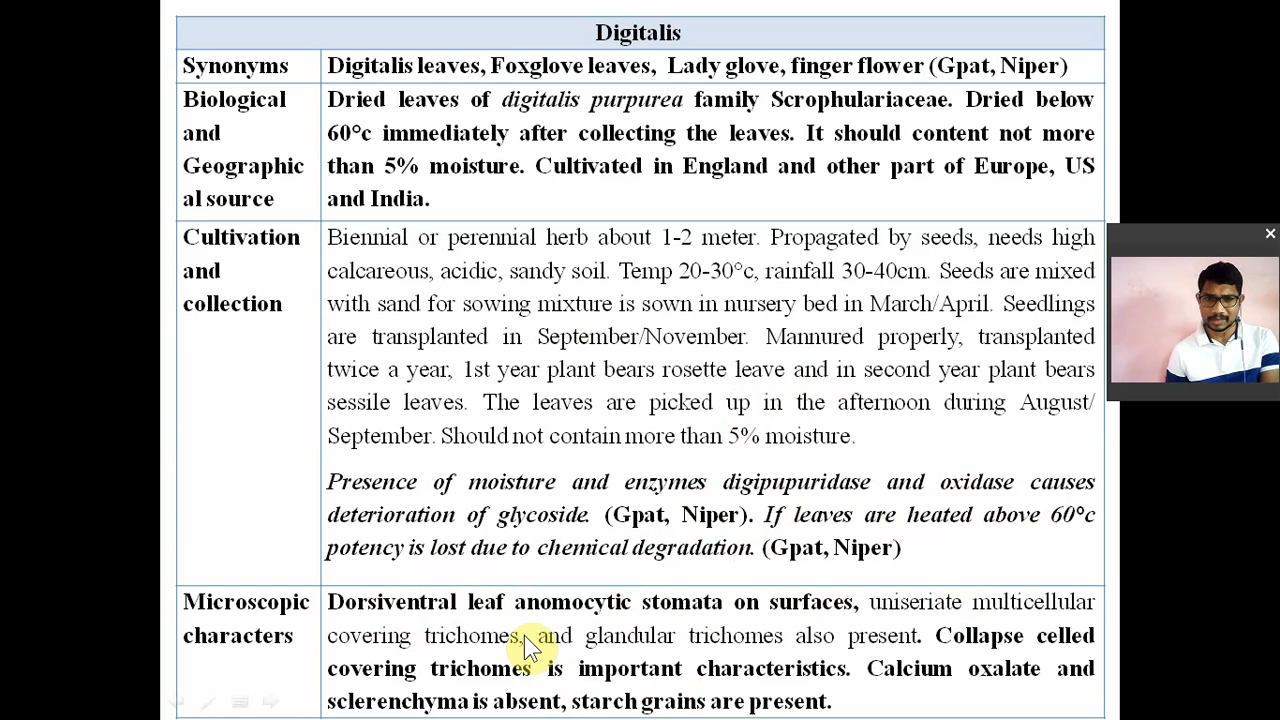 Digitalis
Synonyms
Digitalis leaves, Foxglove leaves, Lady glove, finger flower (Gpat, Niper)
Biological
and
Geographic
al source
Dried leaves of digitalis purpurea family Scrophulariaceae. Dried below
60°c immediately after collecting the leaves. It should content not more
than 5% moisture. Cultivated in England and other part of Europe, US
and India.
Cultivation
and
collection
Biennial or perennial herb about 1-2 meter. Propagated by seeds, needs high
calcareous, acidic, sandy soil. Temp 20-30°c, rainfall 30-40cm. Seeds are mixed
with sand for sowing mixture is sown in nursery bed in March/April. Seedlings
are transplanted in September/November. Mannured properly, transplanted
twice a year, 1st year plant bears rosette leave and in second year plant bears
sessile leaves. The leaves are picked up in the afternoon during August/
September. Should not contain more than 5% moisture.
Presence of moisture and enzymes digipupuridase and oxidase causes
deterioration of glycoside. (Gpat, Niper). If leaves are heated above 60°c
potency is lost due to chemical degradation. (Gpat, Niper)
Microscopic
characters
Dorsiventral leaf anomocytic stomata on surfaces, uniseriate multicellular
covering trichomes, and glandular trichomes also present. Collapse celled
covering trichomes is important characteristics. Calcium oxalate and
sclerenchyma is absent, starch grains are present.